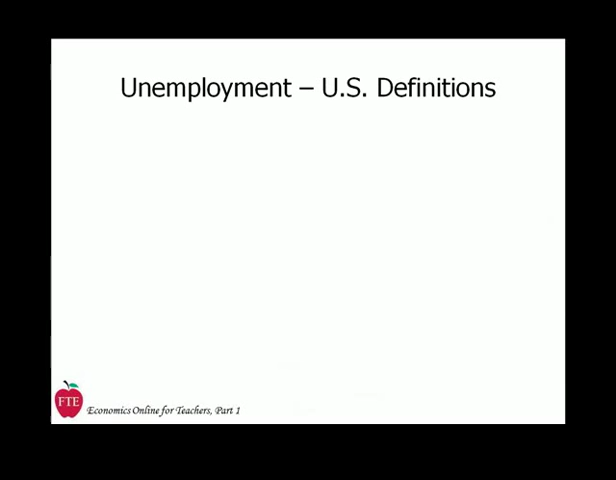 Unemployment – U.S. Definitions
FTE
Economics Online for Teachers, Part 1